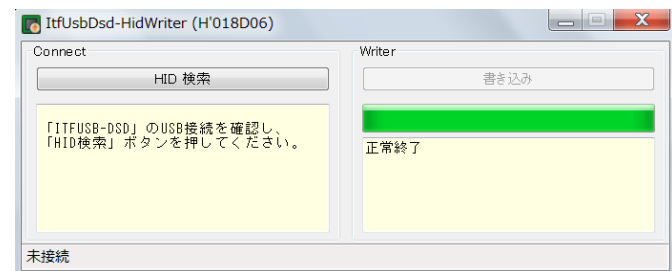 ItfUsbDsd-HidWriter (H'018D06)
Connect
HID 検索
「ITFUSB-DSD」のUSB接続を確認し、
「HID検索」ボタンを押してください。
Writer
書き込み
正常終了
未接続